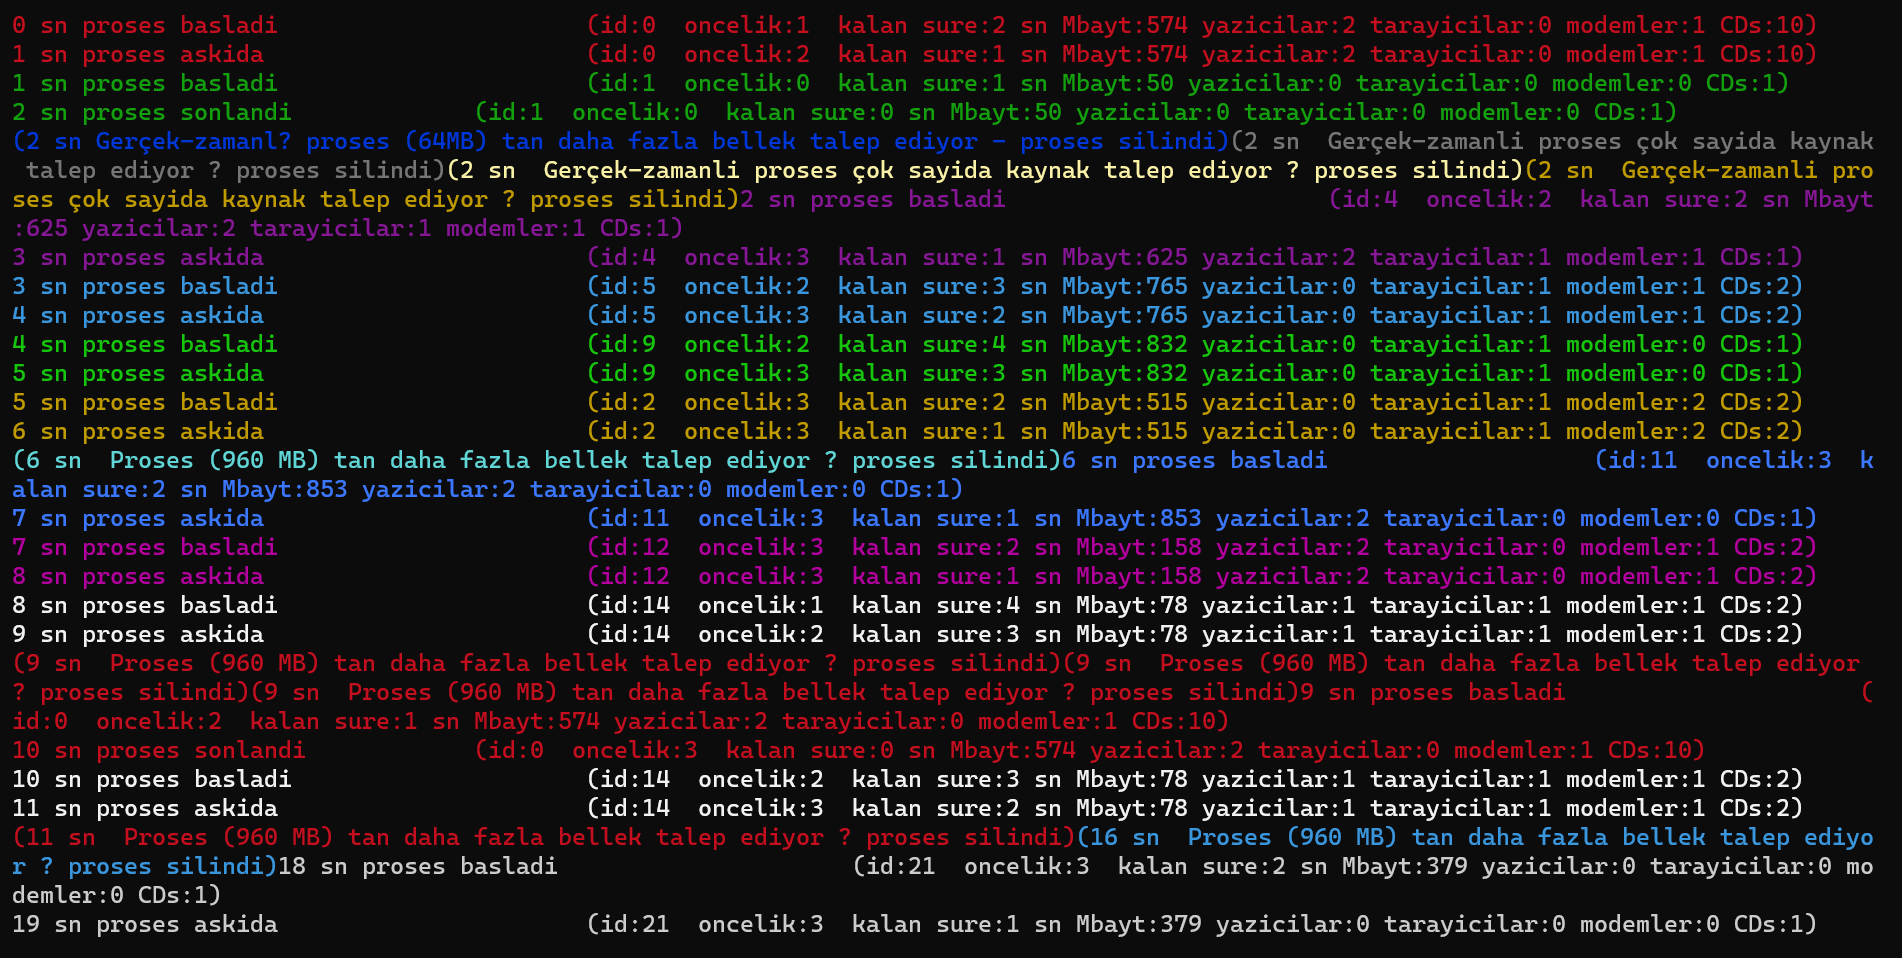 0 sn proses basladi (id:0 oncelik:1 kalan sure:2 sn Mbayt:574 yazicilar:2 tarayicilar:0 modemler:1 CDs:10)
1 sn proses askida (id:0 oncelik:2 kalan sure:1 sn Mbayt:574 yazicilar:2 tarayicilar:0 modemler:1 CDs:10)
1 sn proses basladi (id:1 oncelik:0 kalan sure:1 sn Mbayt:50 yazicilar:0 tarayicilar:0 modemler:0 CDs:1)
2 sn proses sonlandi (id:1 oncelik:0 kalan sure:0 sn Mbayt:50 yazicilar:0 tarayicilar:0 modemler:0 CDs:1)
(2 sn Gerçek-zamanl? proses (64MB) tan daha fazla bellek talep ediyor - proses silindi)(2 sn Gerçek-zamanli proses çok sayida kaynak
talep ediyor ? proses silindi)(2 sn Gerçek-zamanli proses çok sayida kaynak talep ediyor ? proses silindi)(2 sn Gerçek-zamanli pro
ses çok sayida kaynak talep ediyor ? proses silindi)2 sn proses basladi (id:4 oncelik:2 kalan sure:2 sn Mbayt
:625 yazicilar:2 tarayicilar:1 modemler:1 CDs:1)
3 sn proses askida (id:4 oncelik:3 kalan sure:1 sn Mbayt:625 yazicilar:2 tarayicilar:1 modemler:1 CDs:1)
3 sn proses basladi (id:5 oncelik:2 kalan sure:3 sn Mbayt:765 yazicilar:0 tarayicilar:1 modemler:1 CDs:2)
4 sn proses askida (id:5 oncelik:3 kalan sure:2 sn Mbayt:765 yazicilar:0 tarayicilar:1 modemler:1 CDs:2)
4 sn proses basladi (id:9 oncelik:2 kalan sure:4 sn Mbayt:832 yazicilar:0 tarayicilar:1 modemler:0 CDs:1)
5 sn proses askida (id:9 oncelik:3 kalan sure:3 sn Mbayt:832 yazicilar:0 tarayicilar:1 modemler:0 CDs:1)
5 sn proses basladi (id:2 oncelik:3 kalan sure:2 sn Mbayt:515 yazicilar:0 tarayicilar:1 modemler:2 CDs:2)
6 sn proses askida (id:2 oncelik:3 kalan sure:1 sn Mbayt:515 yazicilar:0 tarayicilar:1 modemler:2 CDs:2)
(6 sn Proses (960 MB) tan daha fazla bellek talep ediyor ? proses silindi)6 sn proses basladi (id:11 oncelik:3 k
alan sure:2 sn Mbayt:853 yazicilar:2 tarayicilar:0 modemler:0 CDs:1)
7 sn proses askida (id:11 oncelik:3 kalan sure:1 sn Mbayt:853 yazicilar:2 tarayicilar:0 modemler:0 CDs:1)
7 sn proses basladi (id:12 oncelik:3 kalan sure:2 sn Mbayt:158 yazicilar:2 tarayicilar:0 modemler:1 CDs:2)
8 sn proses askida (id:12 oncelik:3 kalan sure:1 sn Mbayt:158 yazicilar:2 tarayicilar:0 modemler:1 CDs:2)
8 sn proses basladi (id:14 oncelik:1 kalan sure:4 sn Mbayt:78 yazicilar:1 tarayicilar:1 modemler:1 CDs:2)
9 sn proses askida (id:14 oncelik:2 kalan sure:3 sn Mbayt:78 yazicilar:1 tarayicilar:1 modemler:1 CDs:2)
(9 sn Proses (960 MB) tan daha fazla bellek talep ediyor ? proses silindi)(9 sn Proses (960 MB) tan daha fazla bellek talep ediyor
? proses silindi)(9 sn Proses (960 MB) tan daha fazla bellek talep ediyor ? proses silindi)9 sn proses basladi (
id:0 oncelik:2 kalan sure:1 sn Mbayt:574 yazicilar:2 tarayicilar:0 modemler:1 CDs:10)
10 sn proses sonlandi (id:0 oncelik:3 kalan sure:0 sn Mbayt:574 yazicilar:2 tarayicilar:0 modemler:1 CDs:10)
10 sn proses basladi (id:14 oncelik:2 kalan sure:3 sn Mbayt:78 yazicilar:1 tarayicilar:1 modemler:1 CDs:2)
11 sn proses askida (id:14 oncelik:3 kalan sure:2 sn Mbayt:78 yazicilar:1 tarayicilar:1 modemler:1 CDs:2)
(11 sn Proses (960 MB) tan daha fazla bellek talep ediyor ? proses silindi)(16 sn Proses (960 MB) tan daha fazla bellek talep ediyo
r ? proses silindi)18 sn proses basladi (id:21 oncelik:3 kalan sure:2 sn Mbayt:379 yazicilar:0 tarayicilar:0 mo
demler:0 CDs:1)
19 sn proses askida (id:21 oncelik:3 kalan sure:1 sn Mbayt:379 yazicilar:0 tarayicilar:0 modemler:0 CDs:1)